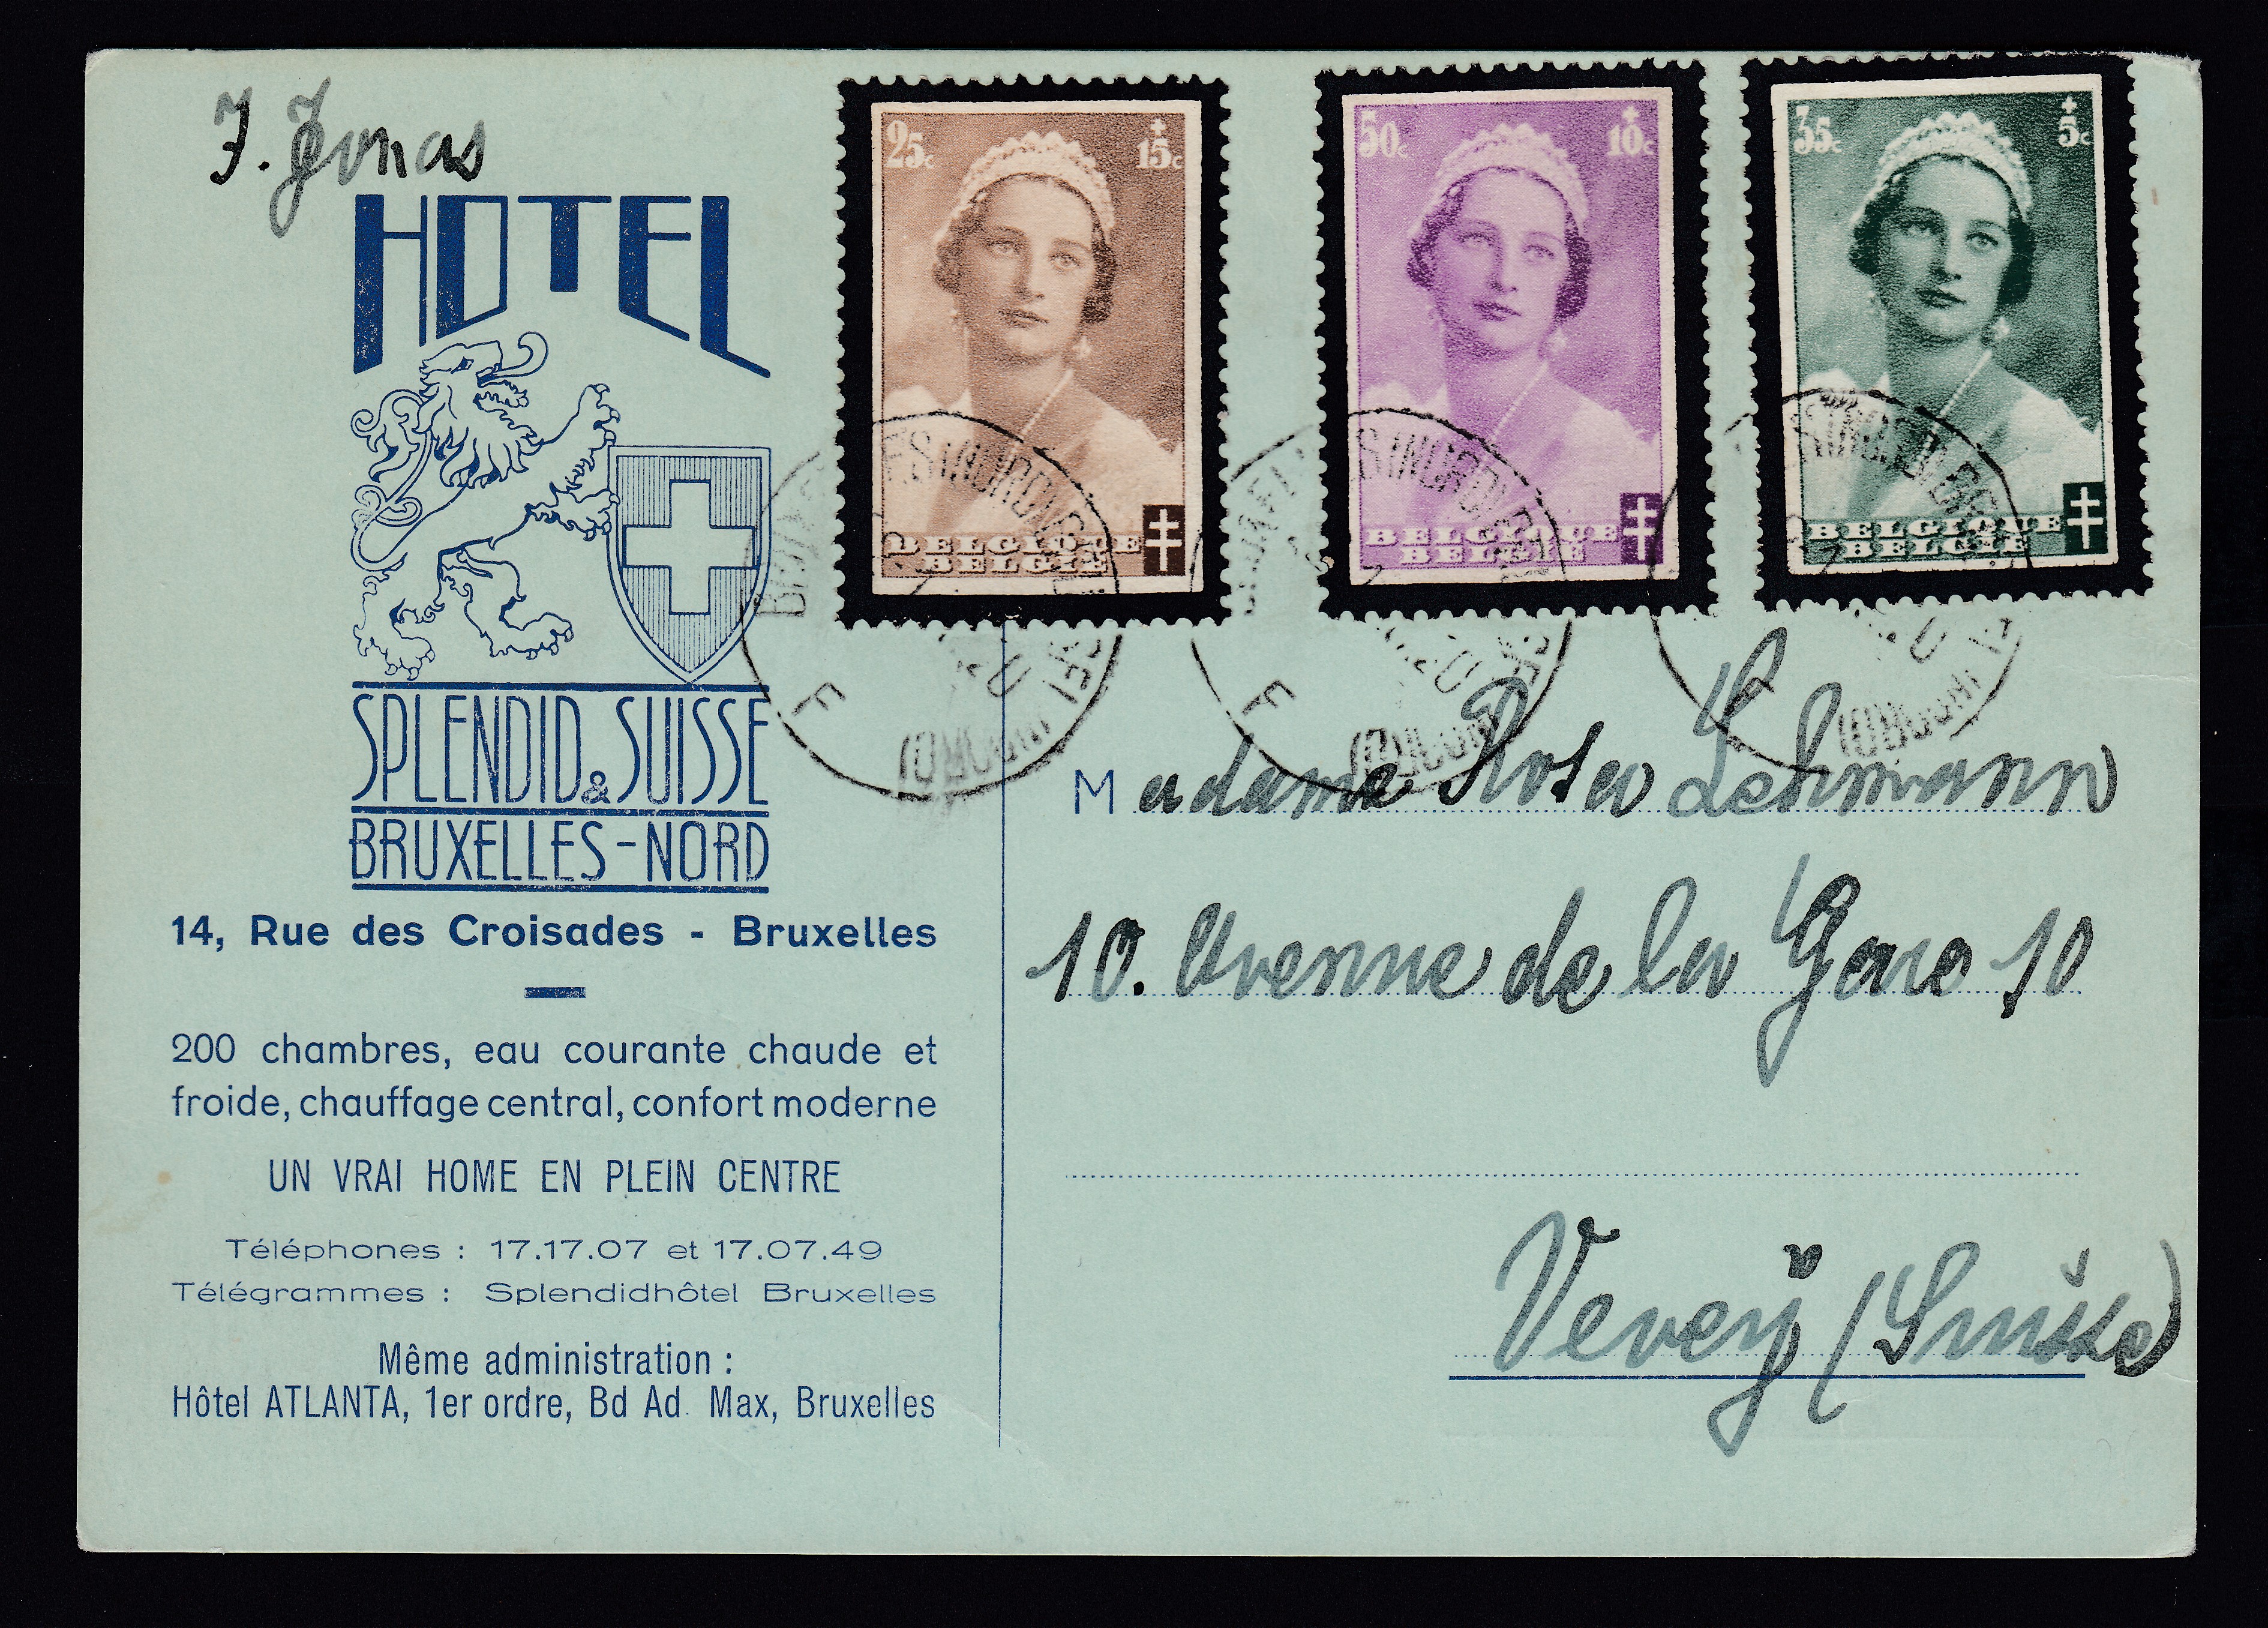 J. Jonas
HOTEL
SPLENDID & SUISSE
BRUXELLES-NORD
14, Rue des Croisades - Bruxelles
200 chambres, eau courante chaude et
froide, chauffage central, confort moderne
UN VRAI HOME EN PLEIN CENTRE
Téléphones : 17.17.07 et 17.07.49
Télégrammes : Splendidhôtel Bruxelles
Même administration :
Hôtel ATLANTA, 1er ordre, Bd Ad. Max, Bruxelles
25c + 15c
BELGIQUE
BELGIË
50c + 10c
BELGIQUE
BELGIË
35c + 5c
BELGIQUE
BELGIË
F
F
Madame Rosa Lehmann
10. Avenue de la Gare 10
Vevey (Suisse)